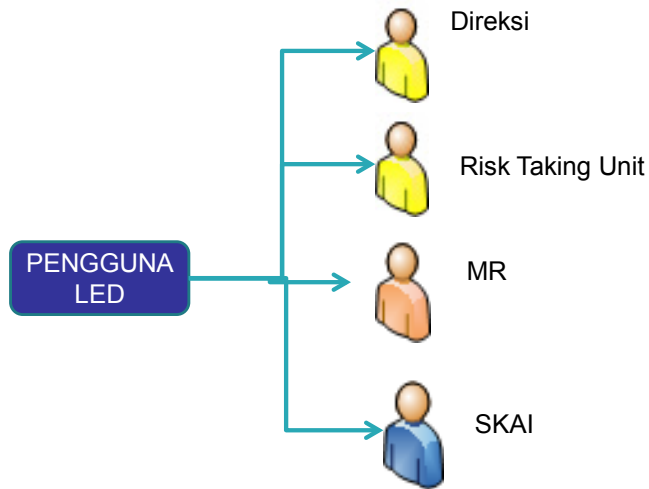 Direksi
Risk Taking Unit
PENGGUNA
LED
MR
SKAI